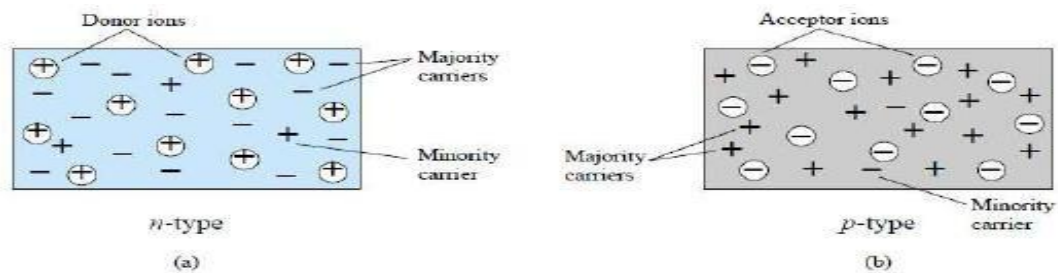 Donor ions
Majority
carriers
Minority
carrier
n-type
(a)
Acceptor ions
Majority
carriers
Minority
carrier
p-type
(b)